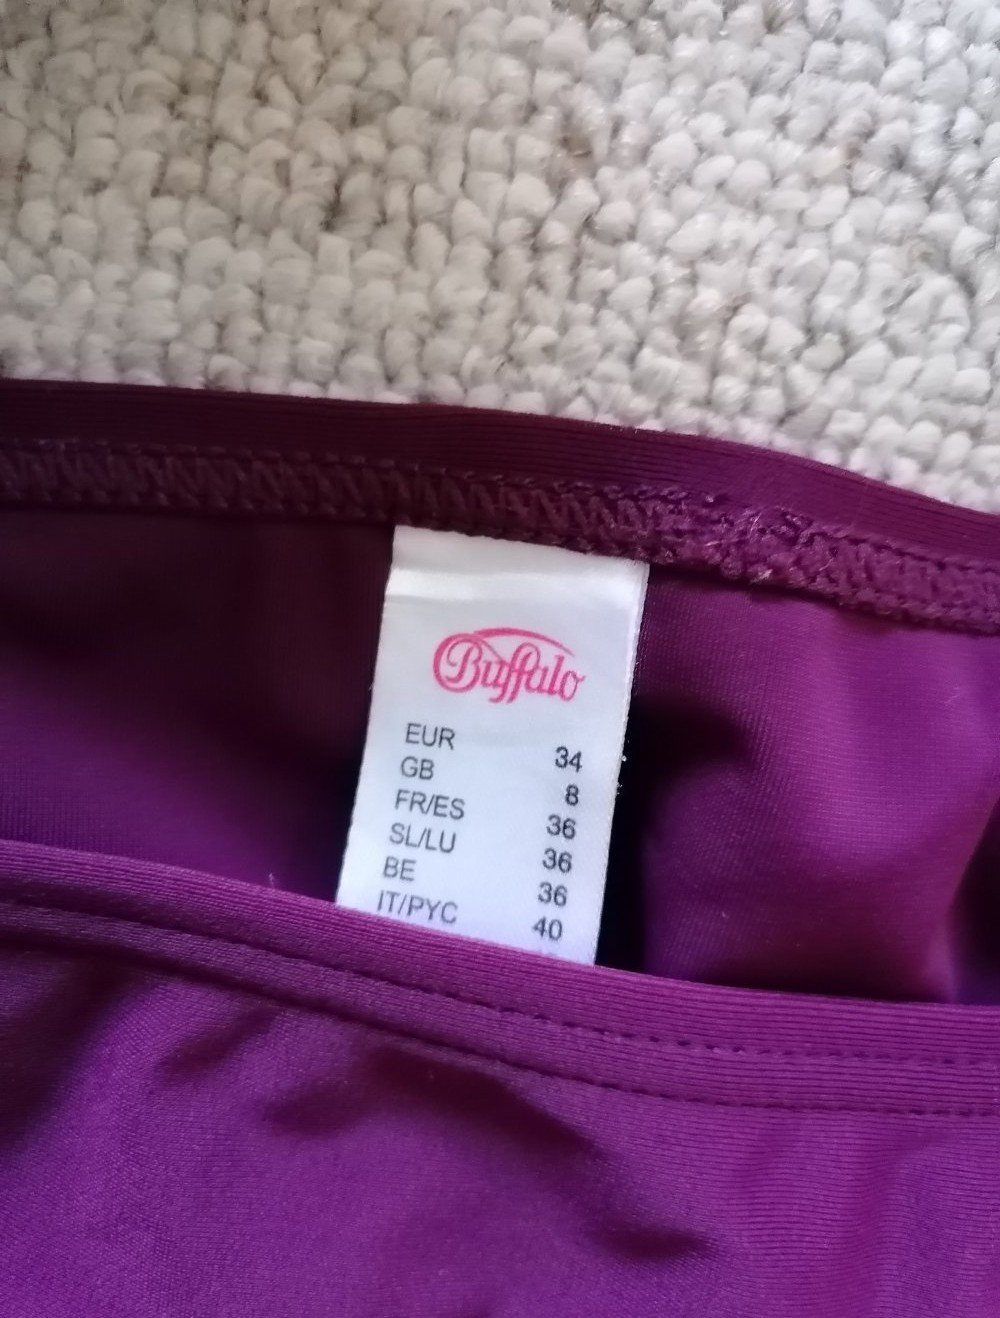 Buffalo
EUR 34
GB 8
FR/ES 36
SL/LU 36
BE 36
IT/PYC 40